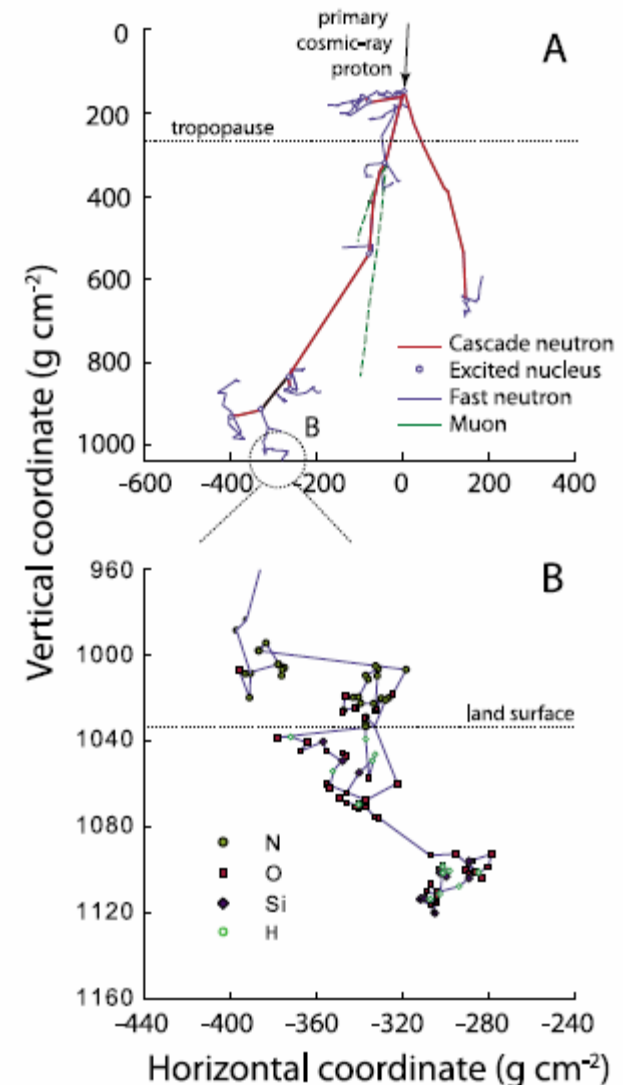 primary
cosmic-ray
proton
A
0
200
400
600
800
1000
tropopause
Cascade neutron
Excited nucleus
Fast neutron
Muon
B
-600 -400 -200 0 200 400
Vertical coordinate (g cm-2)
B
960
1000
1040
1080
1120
1160
land surface
N
O
Si
H
-440 -400 -360 -320 -280 -240
Horizontal coordinate (g cm-2)